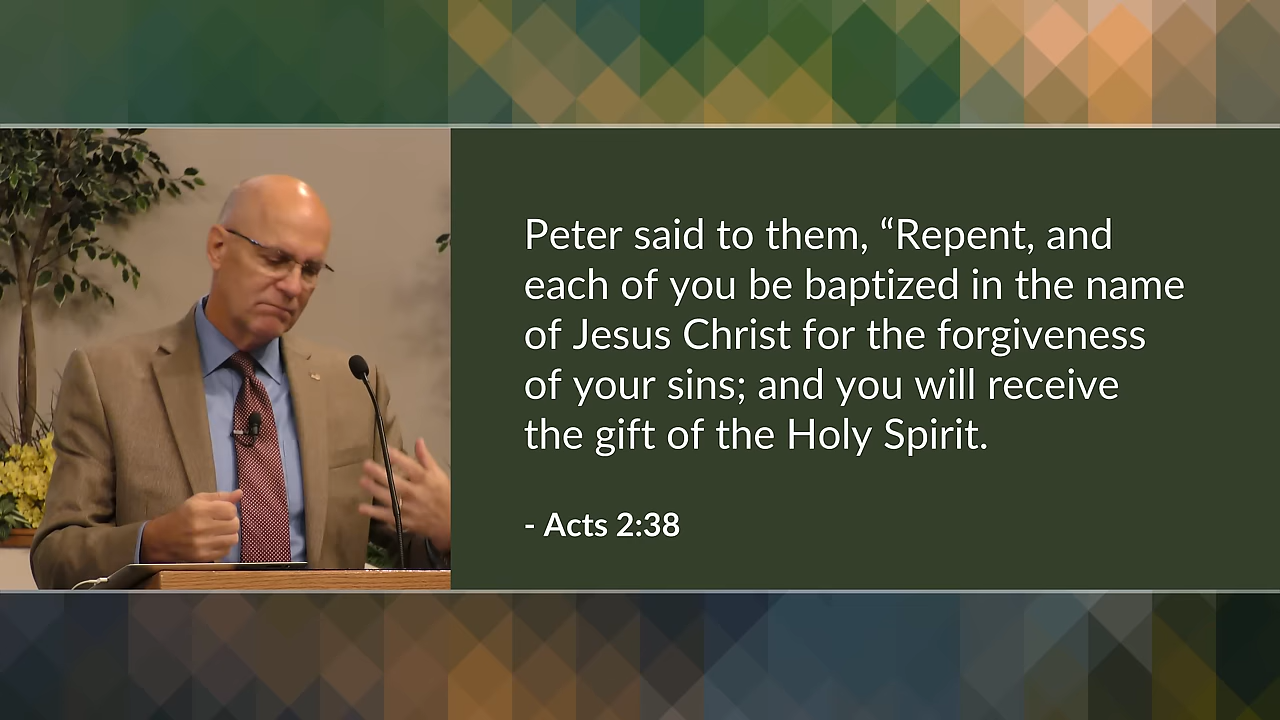 Peter said to them, “Repent, and
each of you be baptized in the name
of Jesus Christ for the forgiveness
of your sins; and you will receive
the gift of the Holy Spirit.
- Acts 2:38